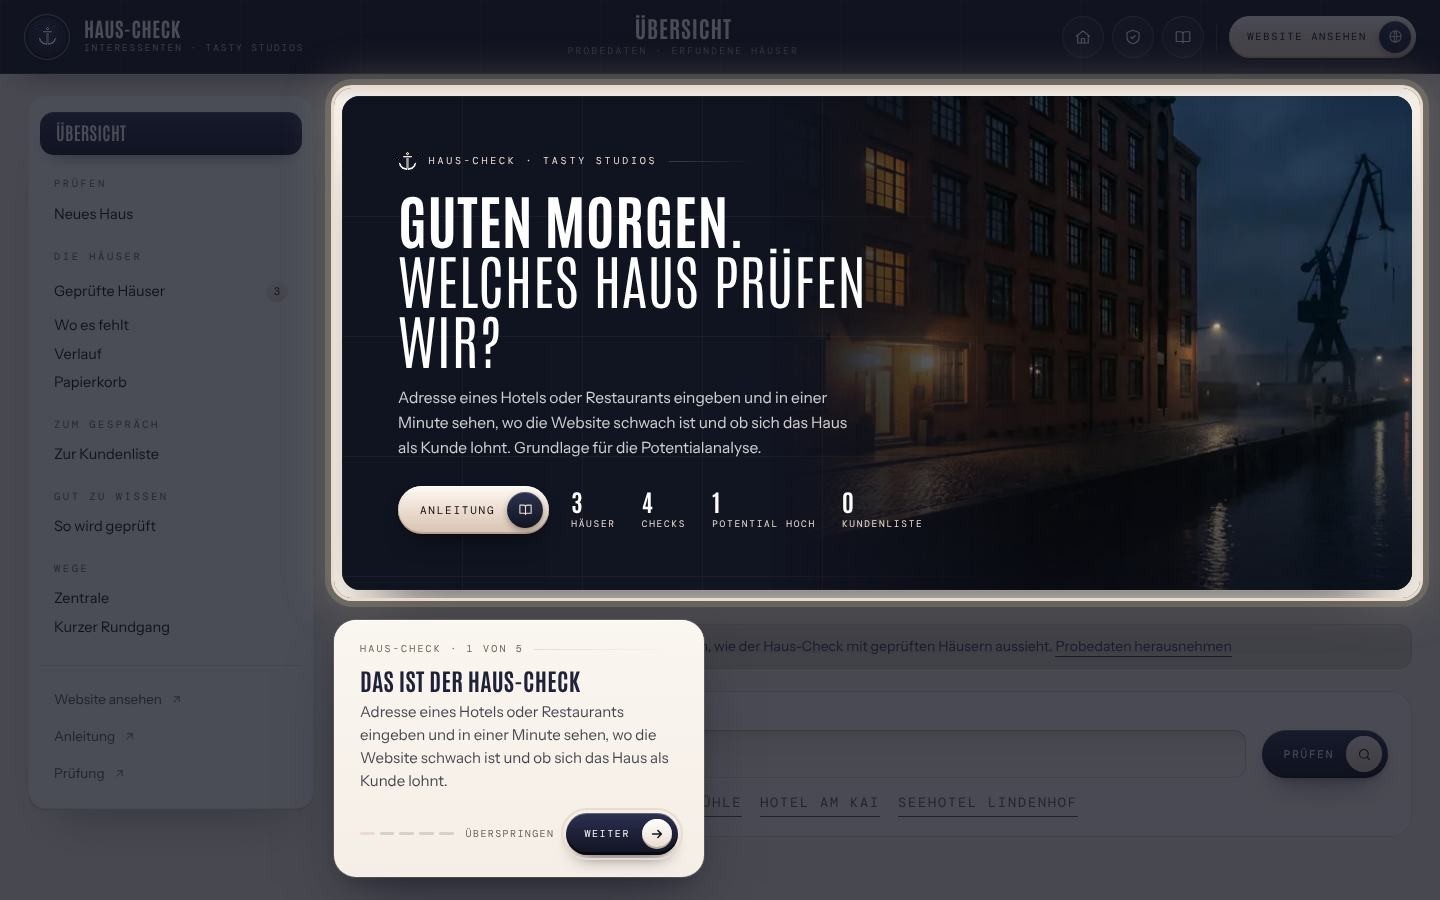 HAUS-CHECK
INTERESSENTEN · TASTY STUDIOS
ÜBERSICHT
PROBEDATEN · ERFUNDENE HÄUSER
WEBSITE ANSEHEN
ÜBERSICHT
PRÜFEN
Neues Haus
DIE HÄUSER
Geprüfte Häuser 3
Wo es fehlt
Verlauf
Papierkorb
ZUM GESPRÄCH
Zur Kundenliste
GUT ZU WISSEN
So wird geprüft
WEGE
Zentrale
Kurzer Rundgang
Website ansehen
Anleitung
Prüfung
HAUS-CHECK · TASTY STUDIOS
GUTEN MORGEN.
WELCHES HAUS PRÜFEN
WIR?
Adresse eines Hotels oder Restaurants eingeben und in einer
Minute sehen, wo die Website schwach ist und ob sich das Haus
als Kunde lohnt. Grundlage für die Potentialanalyse.
ANLEITUNG
3 HÄUSER
4 CHECKS
1 POTENTIAL HOCH
0 KUNDENLISTE
wie der Haus-Check mit geprüften Häusern aussieht. Probedaten herausnehmen
PRÜFEN
HOTEL AM KAI
SEEHOTEL LINDENHOF
HAUS-CHECK · 1 VON 5
DAS IST DER HAUS-CHECK
Adresse eines Hotels oder Restaurants
eingeben und in einer Minute sehen, wo die
Website schwach ist und ob sich das Haus als
Kunde lohnt.
ÜBERSPRINGEN
WEITER